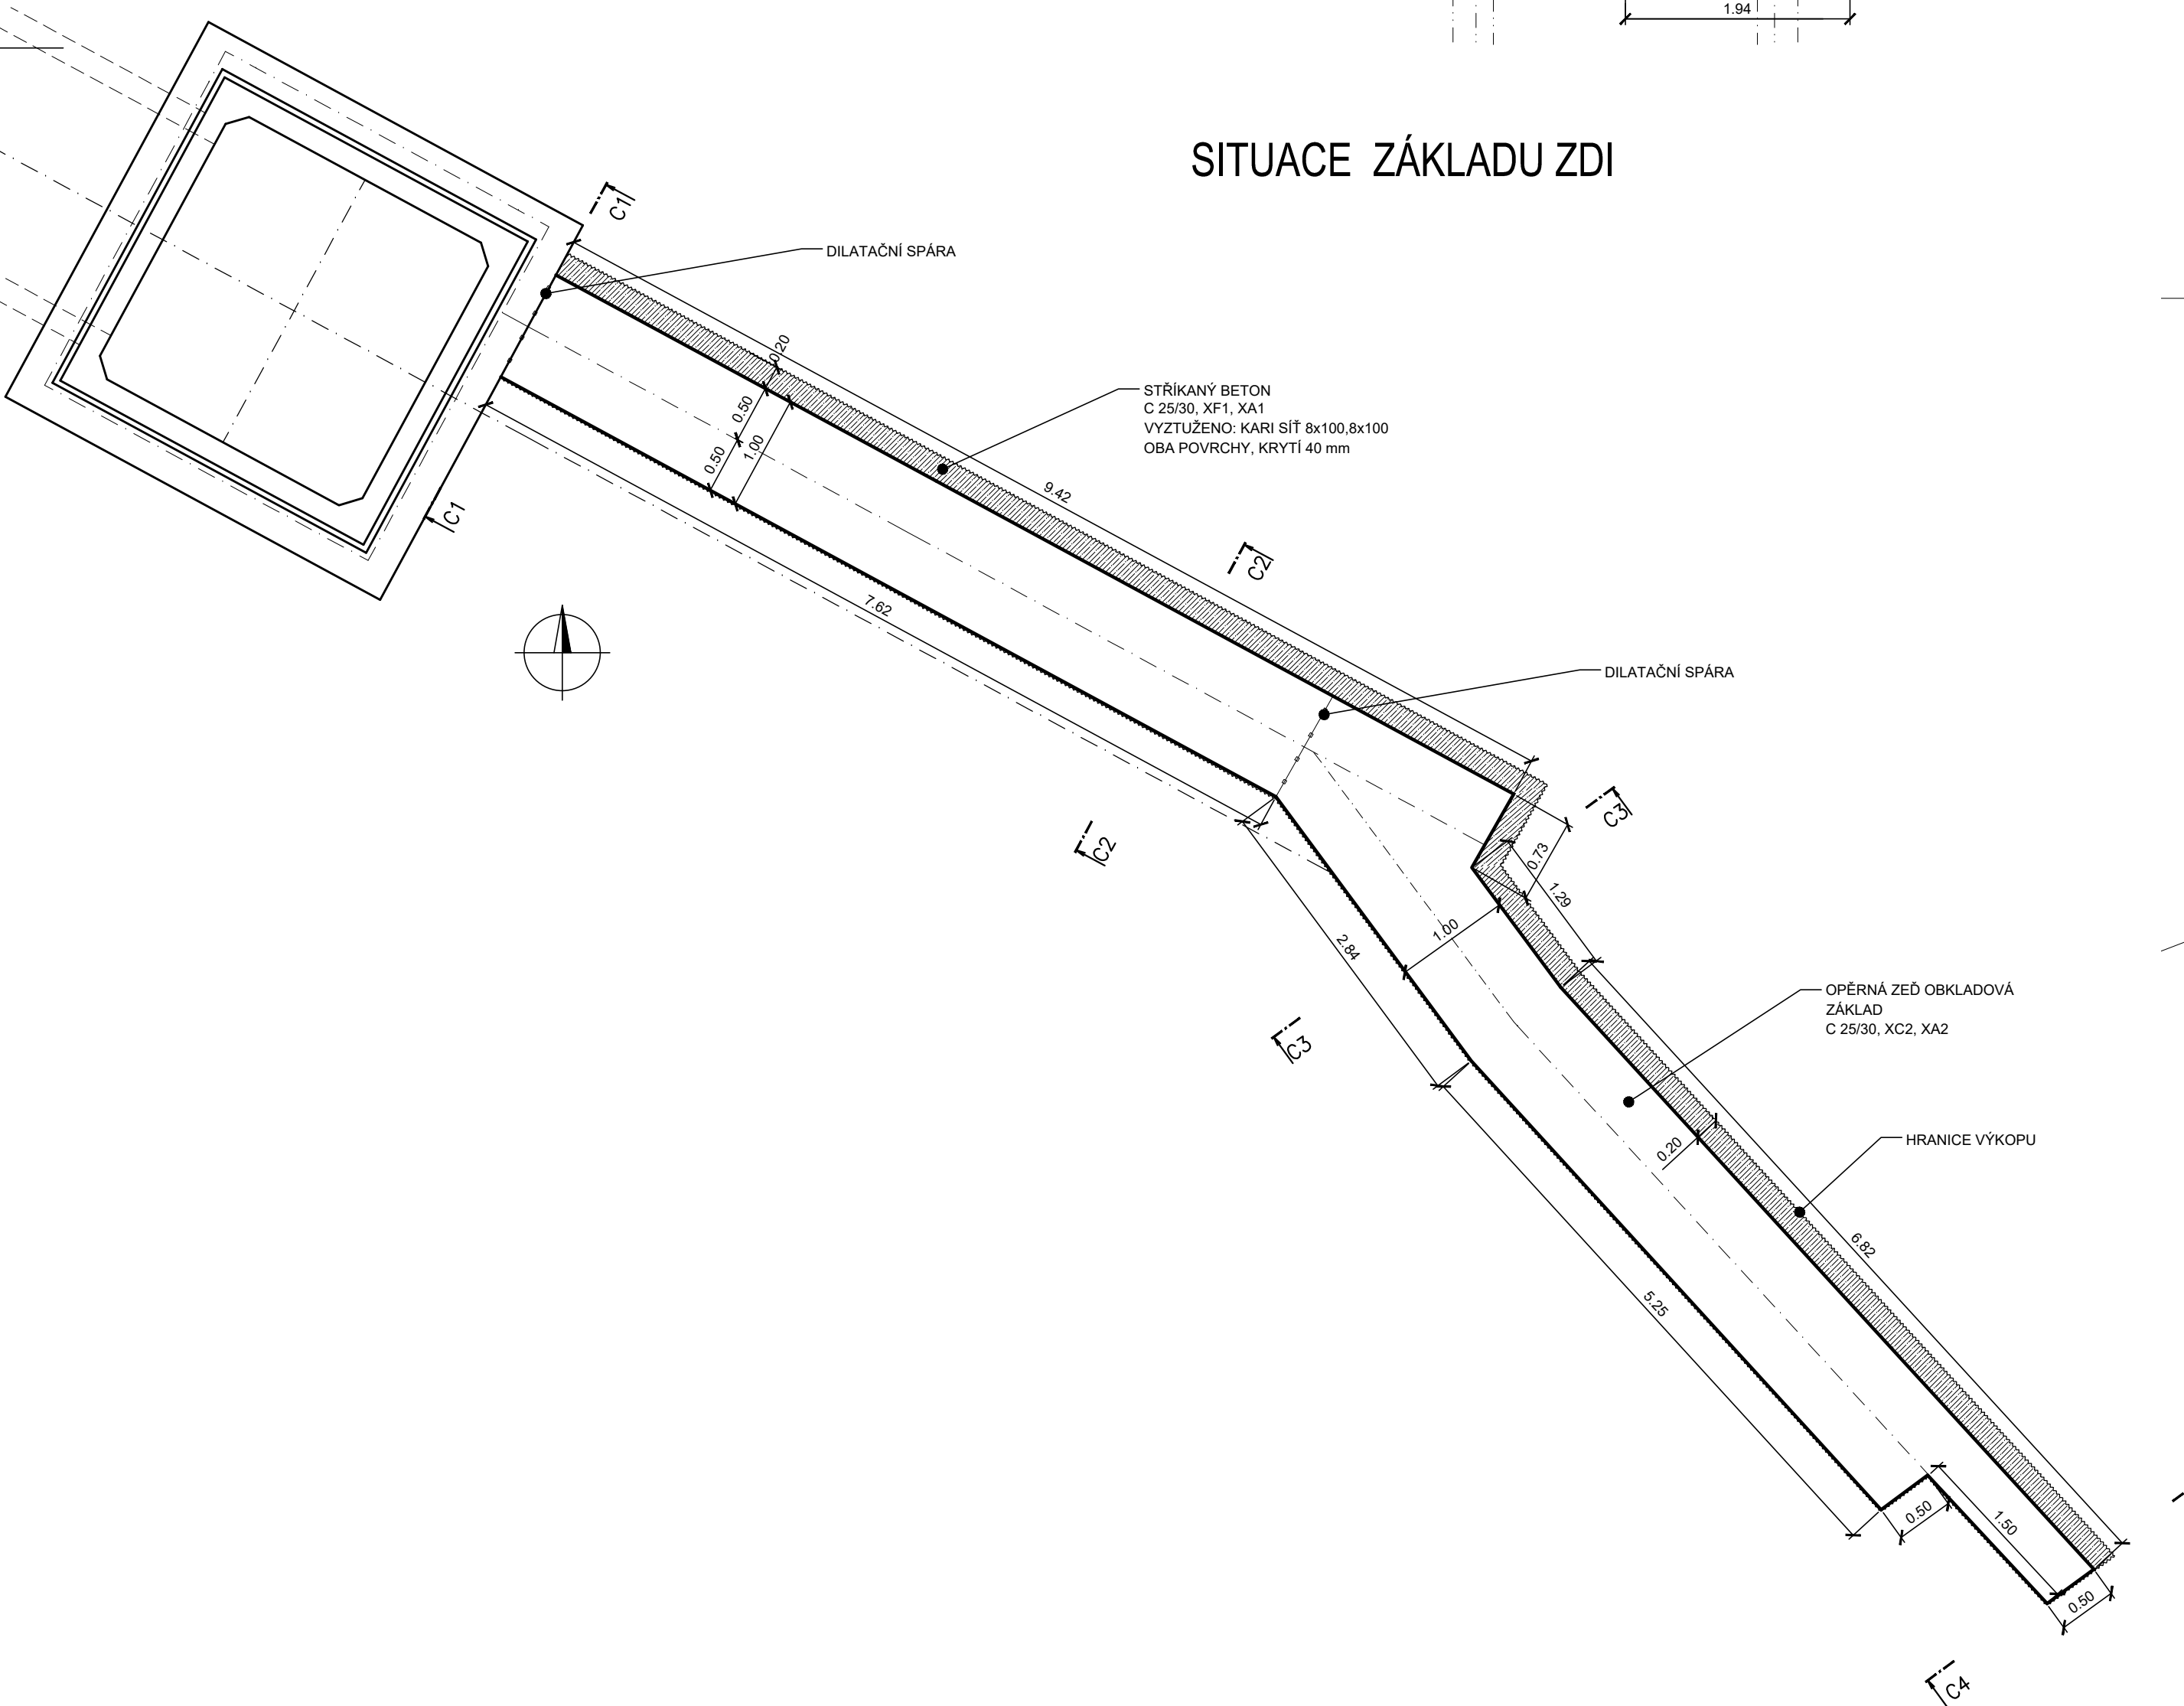 1.94
SITUACE ZÁKLADU ZDI
C1
DILATAČNÍ SPÁRA
0.20
STŘÍKANÝ BETON
C 25/30, XF1, XA1
VYZTUŽENO: KARI SÍŤ 8x100,8x100
OBA POVRCHY, KRYTÍ 40 mm
0.50
1.00
0.50
9.42
C1
C2
7.62
DILATAČNÍ SPÁRA
C3
C2
0.73
1.29
1.00
2.84
OPĚRNÁ ZEĎ OBKLADOVÁ
ZÁKLAD
C 25/30, XC2, XA2
C3
0.20
HRANICE VÝKOPU
6.82
5.25
0.50
1.50
0.50
C4